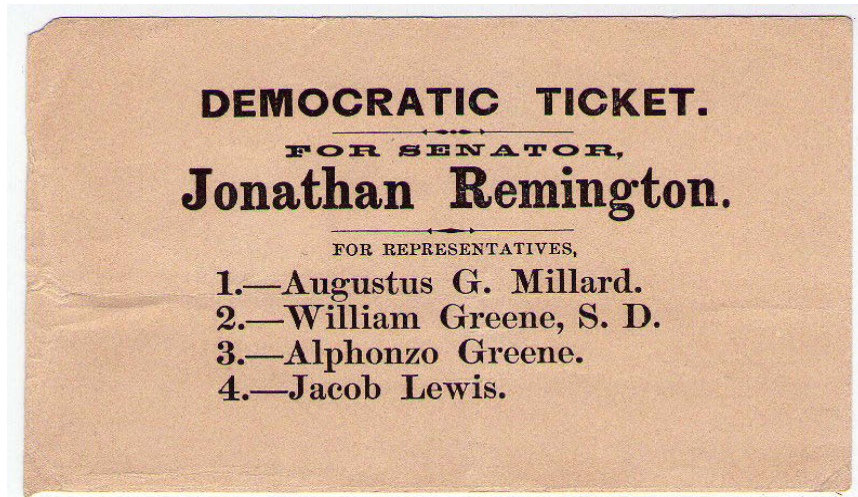 DEMOCRATIC TICKET.
FOR SENATOR,
Jonathan Remington.
FOR REPRESENTATIVES,
1.—Augustus G. Millard.
2.—William Greene, S. D.
3.—Alphonzo Greene.
4.—Jacob Lewis.